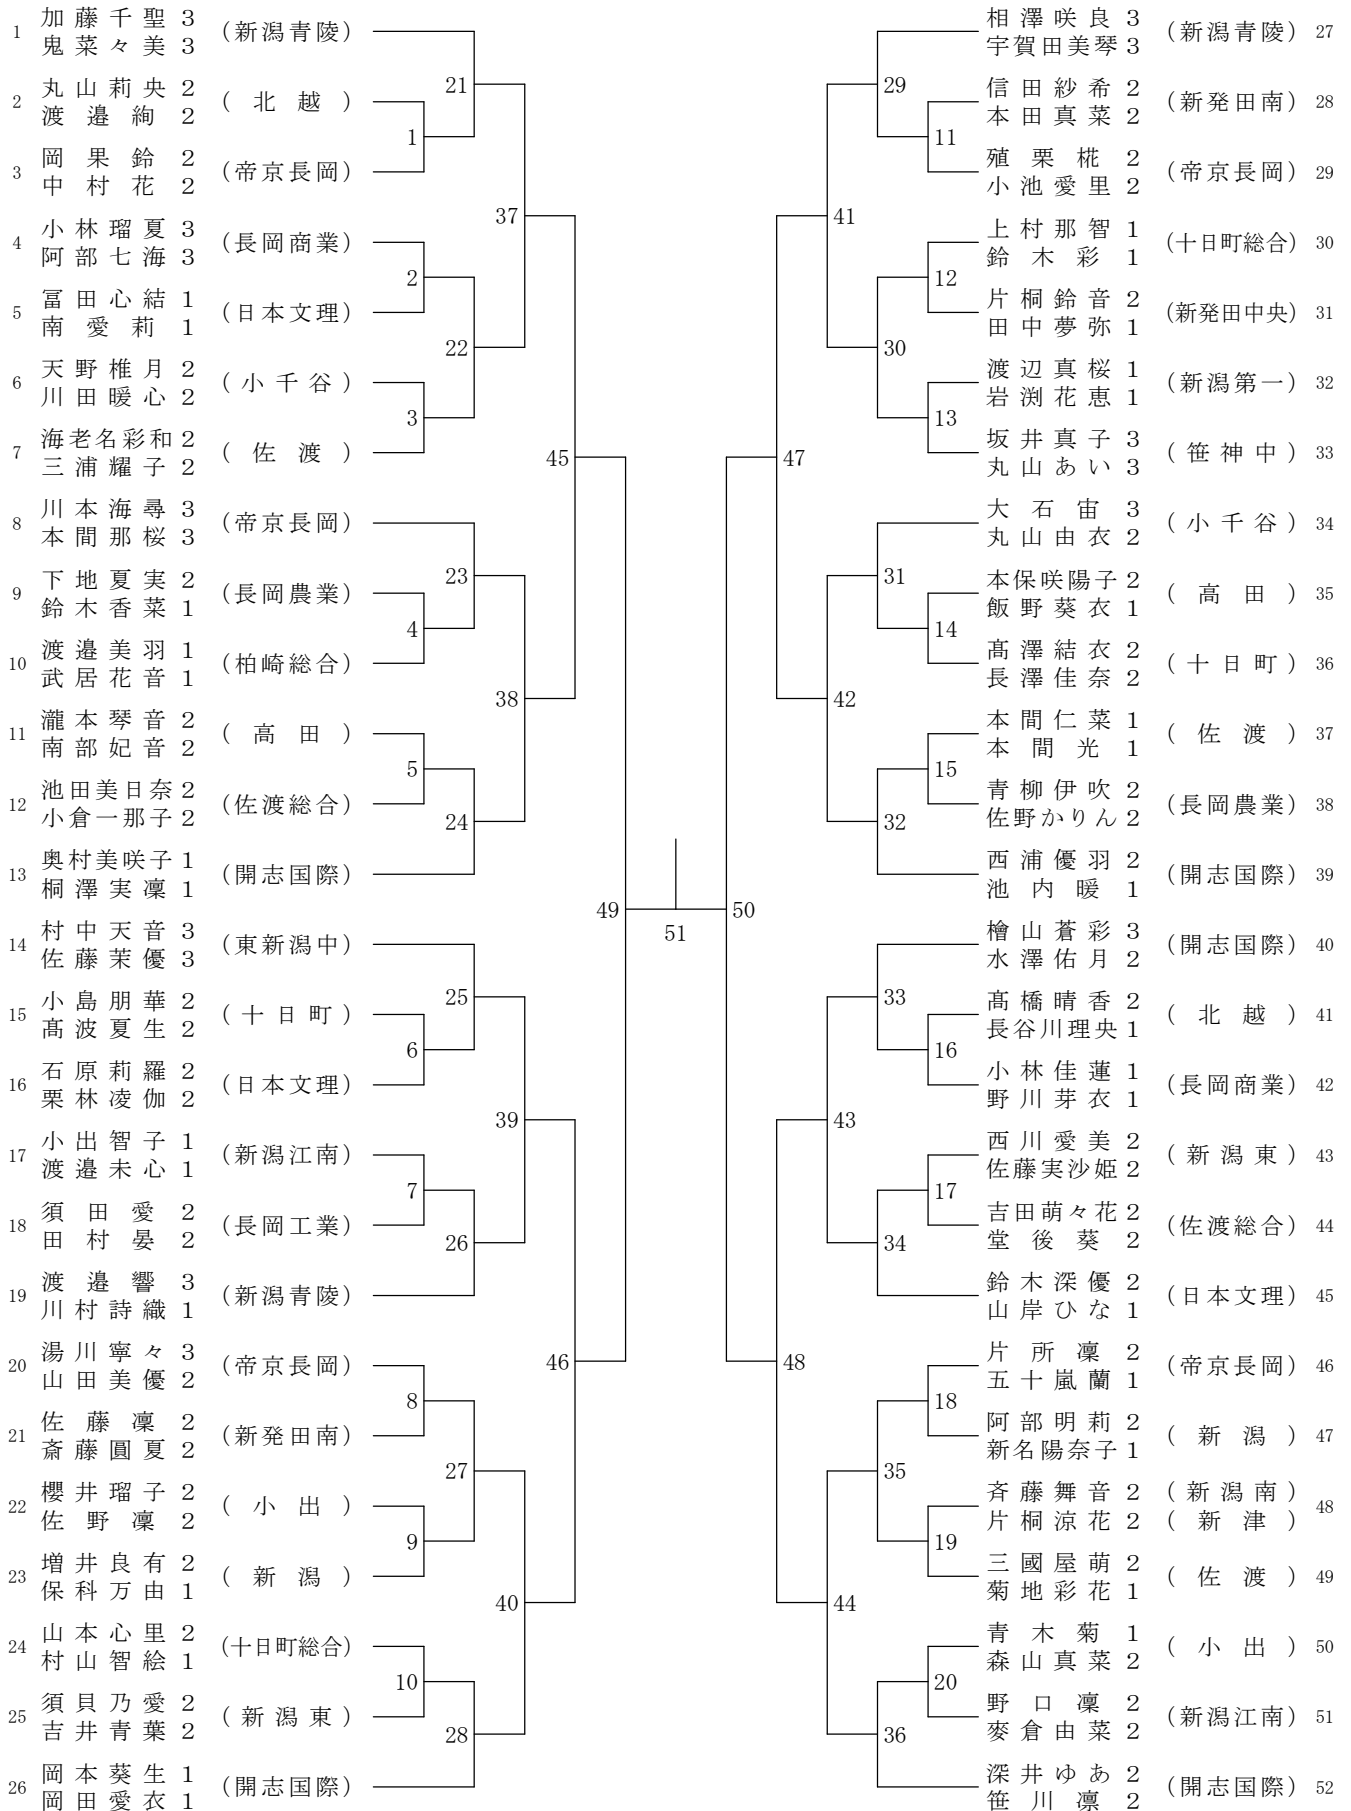 1 加藤千聖 3 (新潟青陵)
鬼菜々美 3
2 丸山莉央 2 (北越)
渡邉絢 2
3 岡果鈴 2 (帝京長岡)
中村花 2
4 小林瑠夏 3 (長岡商業)
阿部七海 3
5 冨田心結 1 (日本文理)
南愛莉 1
6 天野椎月 2 (小千谷)
川田暖心 2
7 海老名彩和 2 (佐渡)
三浦耀子 2
8 川本海尋 3 (帝京長岡)
本間那桜 3
9 下地夏実 2 (長岡農業)
鈴木香菜 1
10 渡邉美羽 1 (柏崎総合)
武居花音 1
11 瀧本琴音 2 (高田)
南部妃音 2
12 池田美日奈 2 (佐渡総合)
小倉一那子 2
13 奥村美咲子 1 (開志国際)
桐澤実凜 1
14 村中天音 3 (東新潟中)
佐藤茉優 3
15 小島朋華 2 (十日町)
髙波夏生 2
16 石原莉羅 2 (日本文理)
栗林凌伽 2
17 小出智子 1 (新潟江南)
渡邉未心 1
18 須田愛 2 (長岡工業)
田村晏 2
19 渡邉響 3 (新潟青陵)
川村詩織 1
20 湯川寧々 3 (帝京長岡)
山田美優 2
21 佐藤凜 2 (新発田南)
斎藤圓夏 2
22 櫻井瑠子 2 (小出)
佐野凜 2
23 増井良有 2 (新潟)
保科万由 1
24 山本心里 2 (十日町総合)
村山智絵 1
25 須貝乃愛 2 (新潟東)
吉井青葉 2
26 岡本葵生 1 (開志国際)
岡田愛衣 1
21
1
37
2
22
3
45
23
4
38
5
24
49
25
6
39
7
26
46
8
27
9
40
10
28
51
50
29
11
41
12
30
13
47
31
14
42
15
32
33
16
43
17
34
48
18
35
19
44
20
36
相澤咲良 3 (新潟青陵) 27
宇賀田美琴 3
信田紗希 2 (新発田南) 28
本田真菜 2
殖栗椛 2 (帝京長岡) 29
小池愛里 2
上村那智 1 (十日町総合) 30
鈴木彩 1
片桐鈴音 2 (新発田中央) 31
田中夢弥 1
渡辺真桜 1 (新潟第一) 32
岩渕花恵 1
坂井真子 3 (笹神中) 33
丸山あい 3
大石宙 3 (小千谷) 34
丸山由衣 2
本保咲陽子 2 (高田) 35
飯野葵衣 1
髙澤結衣 2 (十日町) 36
長澤佳奈 2
本間仁菜 1 (佐渡) 37
本間光 1
青柳伊吹 2 (長岡農業) 38
佐野かりん 2
西浦優羽 2 (開志国際) 39
池内暖 1
檜山蒼彩 3 (開志国際) 40
水澤佑月 2
髙橋晴香 2 (北越) 41
長谷川理央 1
小林佳蓮 1 (長岡商業) 42
野川芽衣 1
西川愛美 2 (新潟東) 43
佐藤実沙姫 2
吉田萌々花 2 (佐渡総合) 44
堂後葵 2
鈴木深優 2 (日本文理) 45
山岸ひな 1
片所凜 2 (帝京長岡) 46
五十嵐蘭 1
阿部明莉 2 (新潟) 47
新名陽奈子 1
斉藤舞音 2 (新潟南) 48
片桐涼花 2 (新津)
三國屋萌 2 (佐渡) 49
菊地彩花 1
青木菊 1 (小出) 50
森山真菜 2
野口凜 2 (新潟江南) 51
麥倉由菜 2
深井ゆあ 2 (開志国際) 52
笹川凛 2